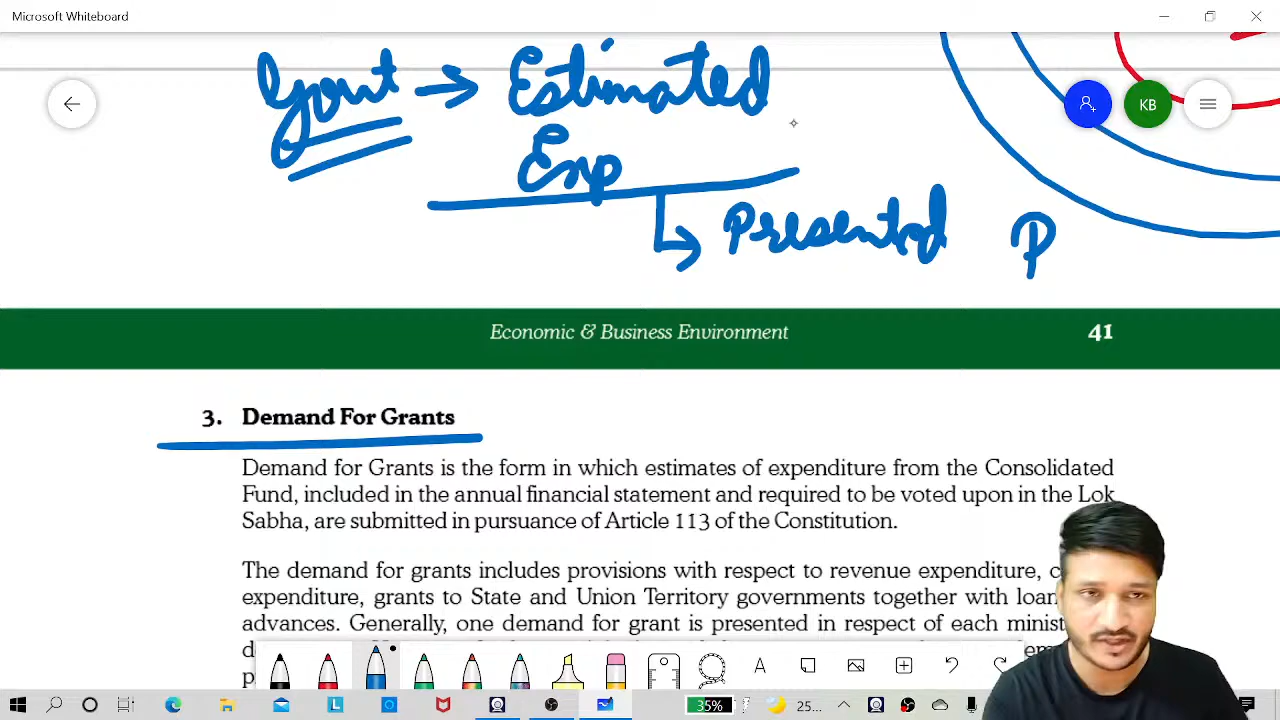 Microsoft Whiteboard
Govt → Estimated
Exp
↳ Presented P
KB
Economic & Business Environment 41
3. Demand For Grants
Demand for Grants is the form in which estimates of expenditure from the Consolidated
Fund, included in the annual financial statement and required to be voted upon in the Lok
Sabha, are submitted in pursuance of Article 113 of the Constitution.
The demand for grants includes provisions with respect to revenue expenditure, c
expenditure, grants to State and Union Territory governments together with loan
advances. Generally, one demand for grant is presented in respect of each minist
35%
25...